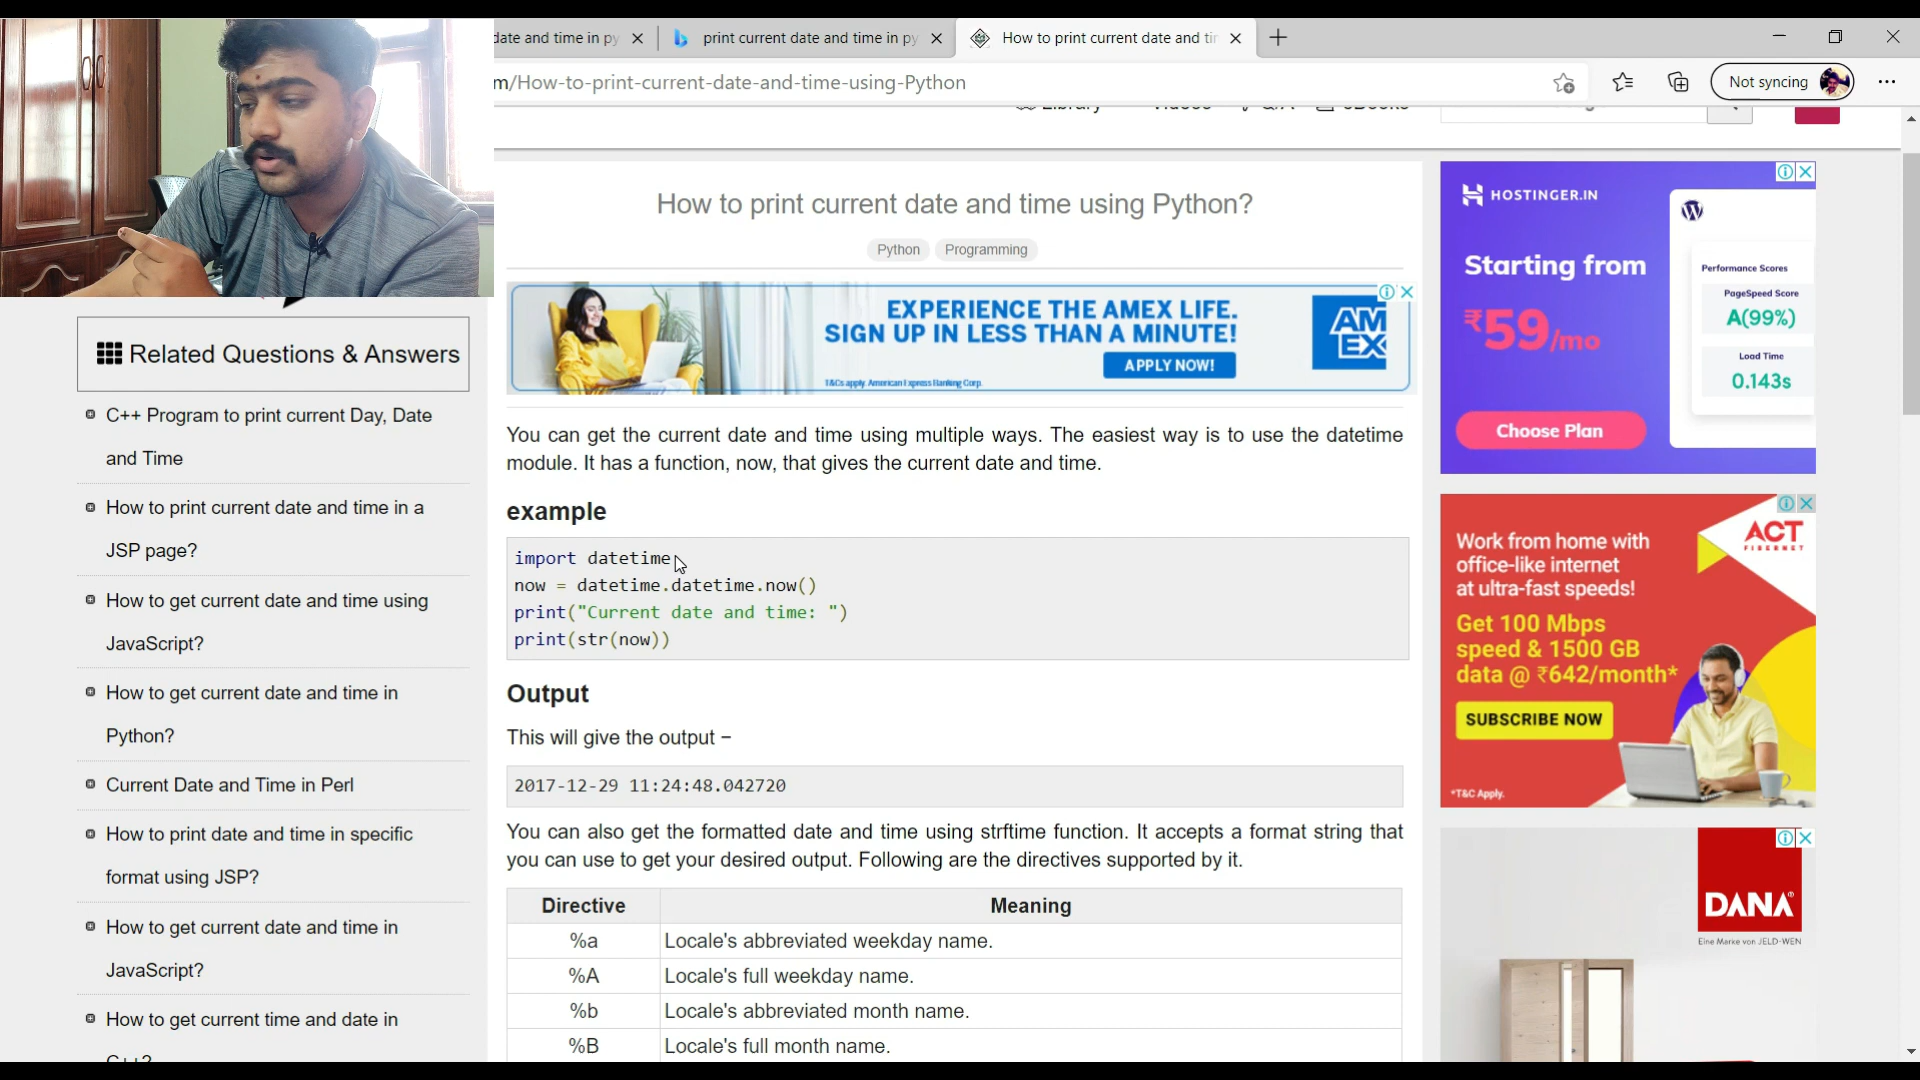 date and time in py
print current date and time in py
How to print current date and tir
m/How-to-print-current-date-and-time-using-Python
Not syncing
How to print current date and time using Python?
Python
Programming
EXPERIENCE THE AMEX LIFE.
SIGN UP IN LESS THAN A MINUTE!
APPLY NOW!
T&Cs apply. American Express Banking Corp.
AM
EX
Related Questions & Answers
C++ Program to print current Day, Date
and Time
How to print current date and time in a
JSP page?
How to get current date and time using
JavaScript?
How to get current date and time in
Python?
Current Date and Time in Perl
How to print date and time in specific
format using JSP?
How to get current date and time in
JavaScript?
How to get current time and date in
You can get the current date and time using multiple ways. The easiest way is to use the datetime
module. It has a function, now, that gives the current date and time.
example
import datetime
now = datetime.datetime.now()
print("Current date and time: ")
print(str(now))
Output
This will give the output −
2017-12-29 11:24:48.042720
You can also get the formatted date and time using strftime function. It accepts a format string that
you can use to get your desired output. Following are the directives supported by it.
Directive Meaning
%a Locale's abbreviated weekday name.
%A Locale's full weekday name.
%b Locale's abbreviated month name.
%B Locale's full month name.
HOSTINGER.IN
Starting from
₹59/mo
Choose Plan
Performance Scores
PageSpeed Score
A(99%)
Load Time
0.143s
ACT
FIBERNET
Work from home with
office-like internet
at ultra-fast speeds!
Get 100 Mbps
speed & 1500 GB
data @ ₹642/month*
SUBSCRIBE NOW
*T&C Apply.
DANA®
Eine Marke von JELD-WEN